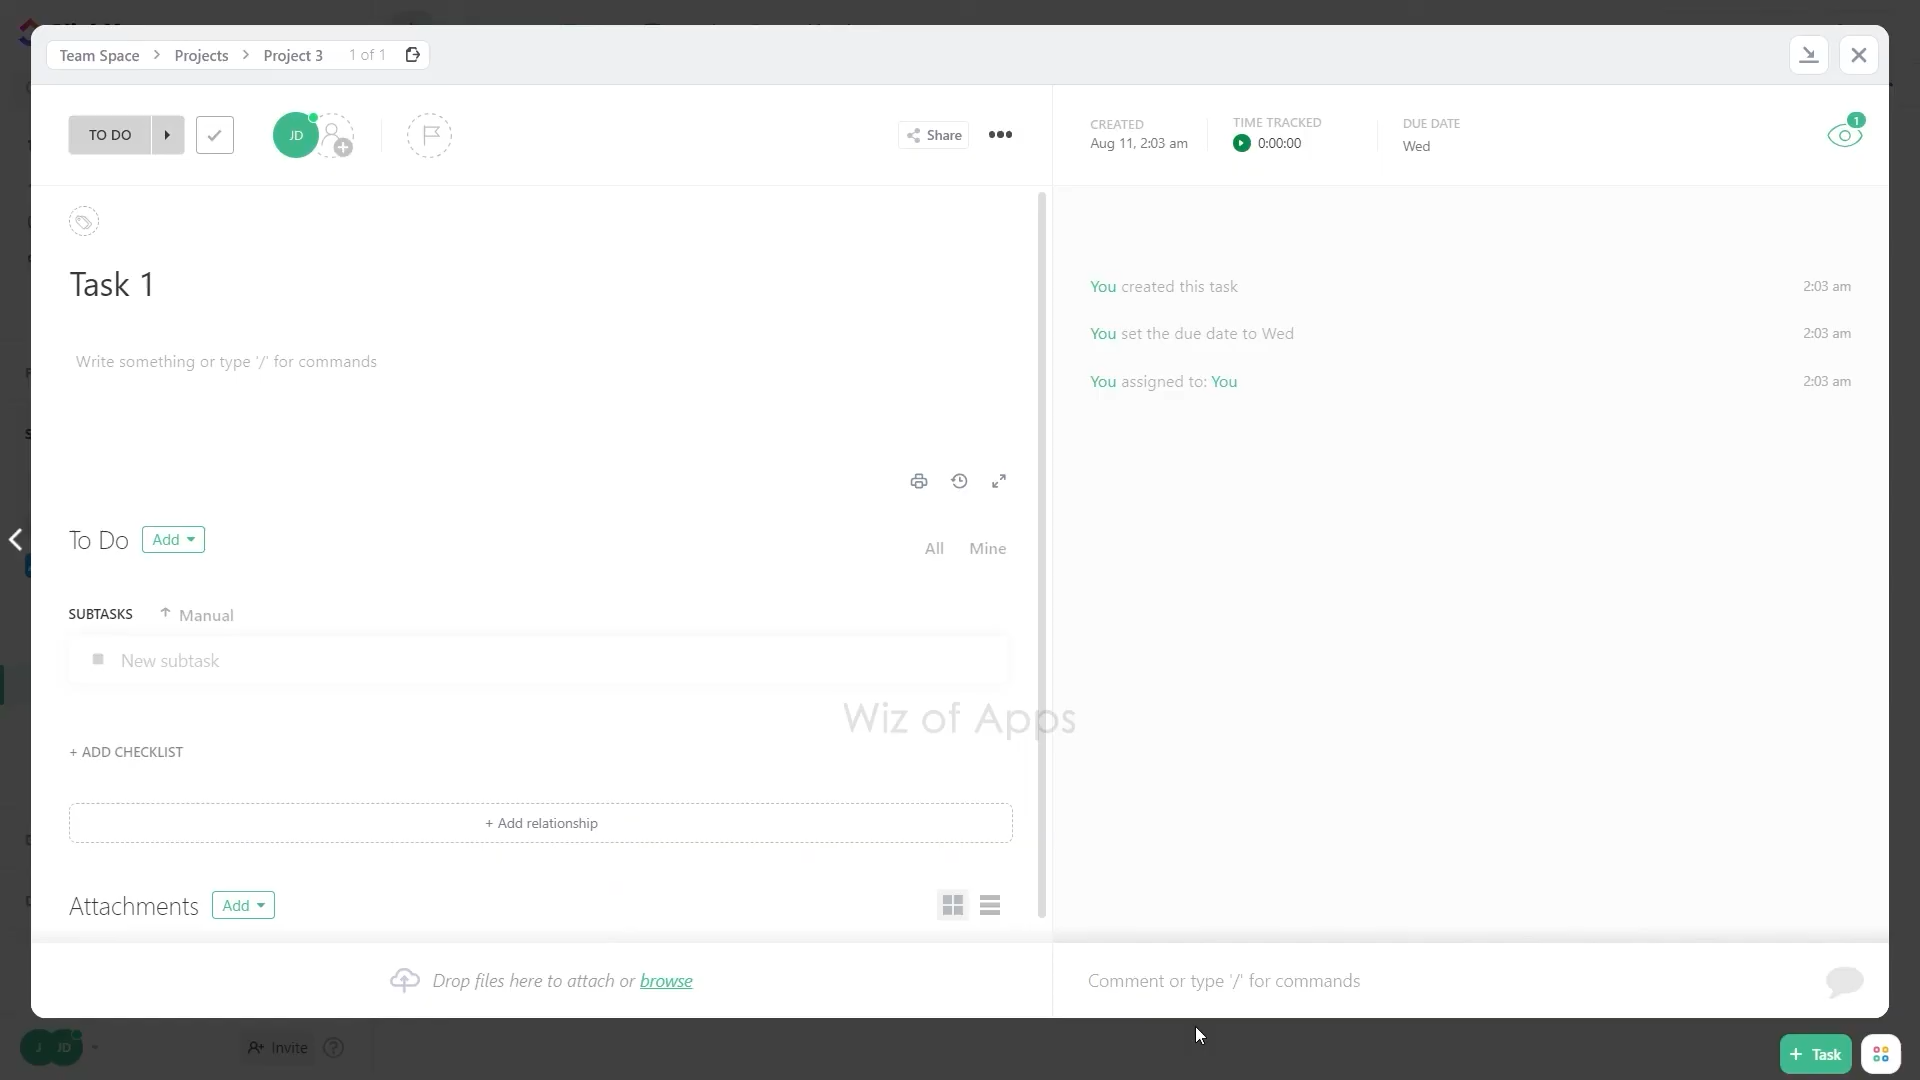 Team Space > Projects > Project 3 1 of 1
TO DO
JD
Share
CREATED
Aug 11, 2:03 am
TIME TRACKED
0:00:00
DUE DATE
Wed
1
Task 1
Write something or type '/' for commands
You created this task 2:03 am
You set the due date to Wed 2:03 am
You assigned to: You 2:03 am
To Do Add
All Mine
SUBTASKS Manual
New subtask
Wiz of Apps
+ ADD CHECKLIST
+ Add relationship
Attachments Add
Drop files here to attach or browse
Comment or type '/' for commands
J JD
Invite
?
+ Task